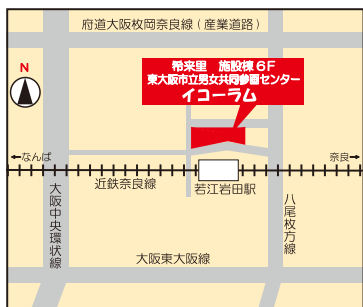 府道大阪枚岡奈良線(産業道路)
N
希来里 施設棟6F
東大阪市立男女共同参画センター
イコーラム
←なんば
奈良→
近鉄奈良線
若江岩田駅
大阪中央環状線
八尾枚方線
大阪東大阪線